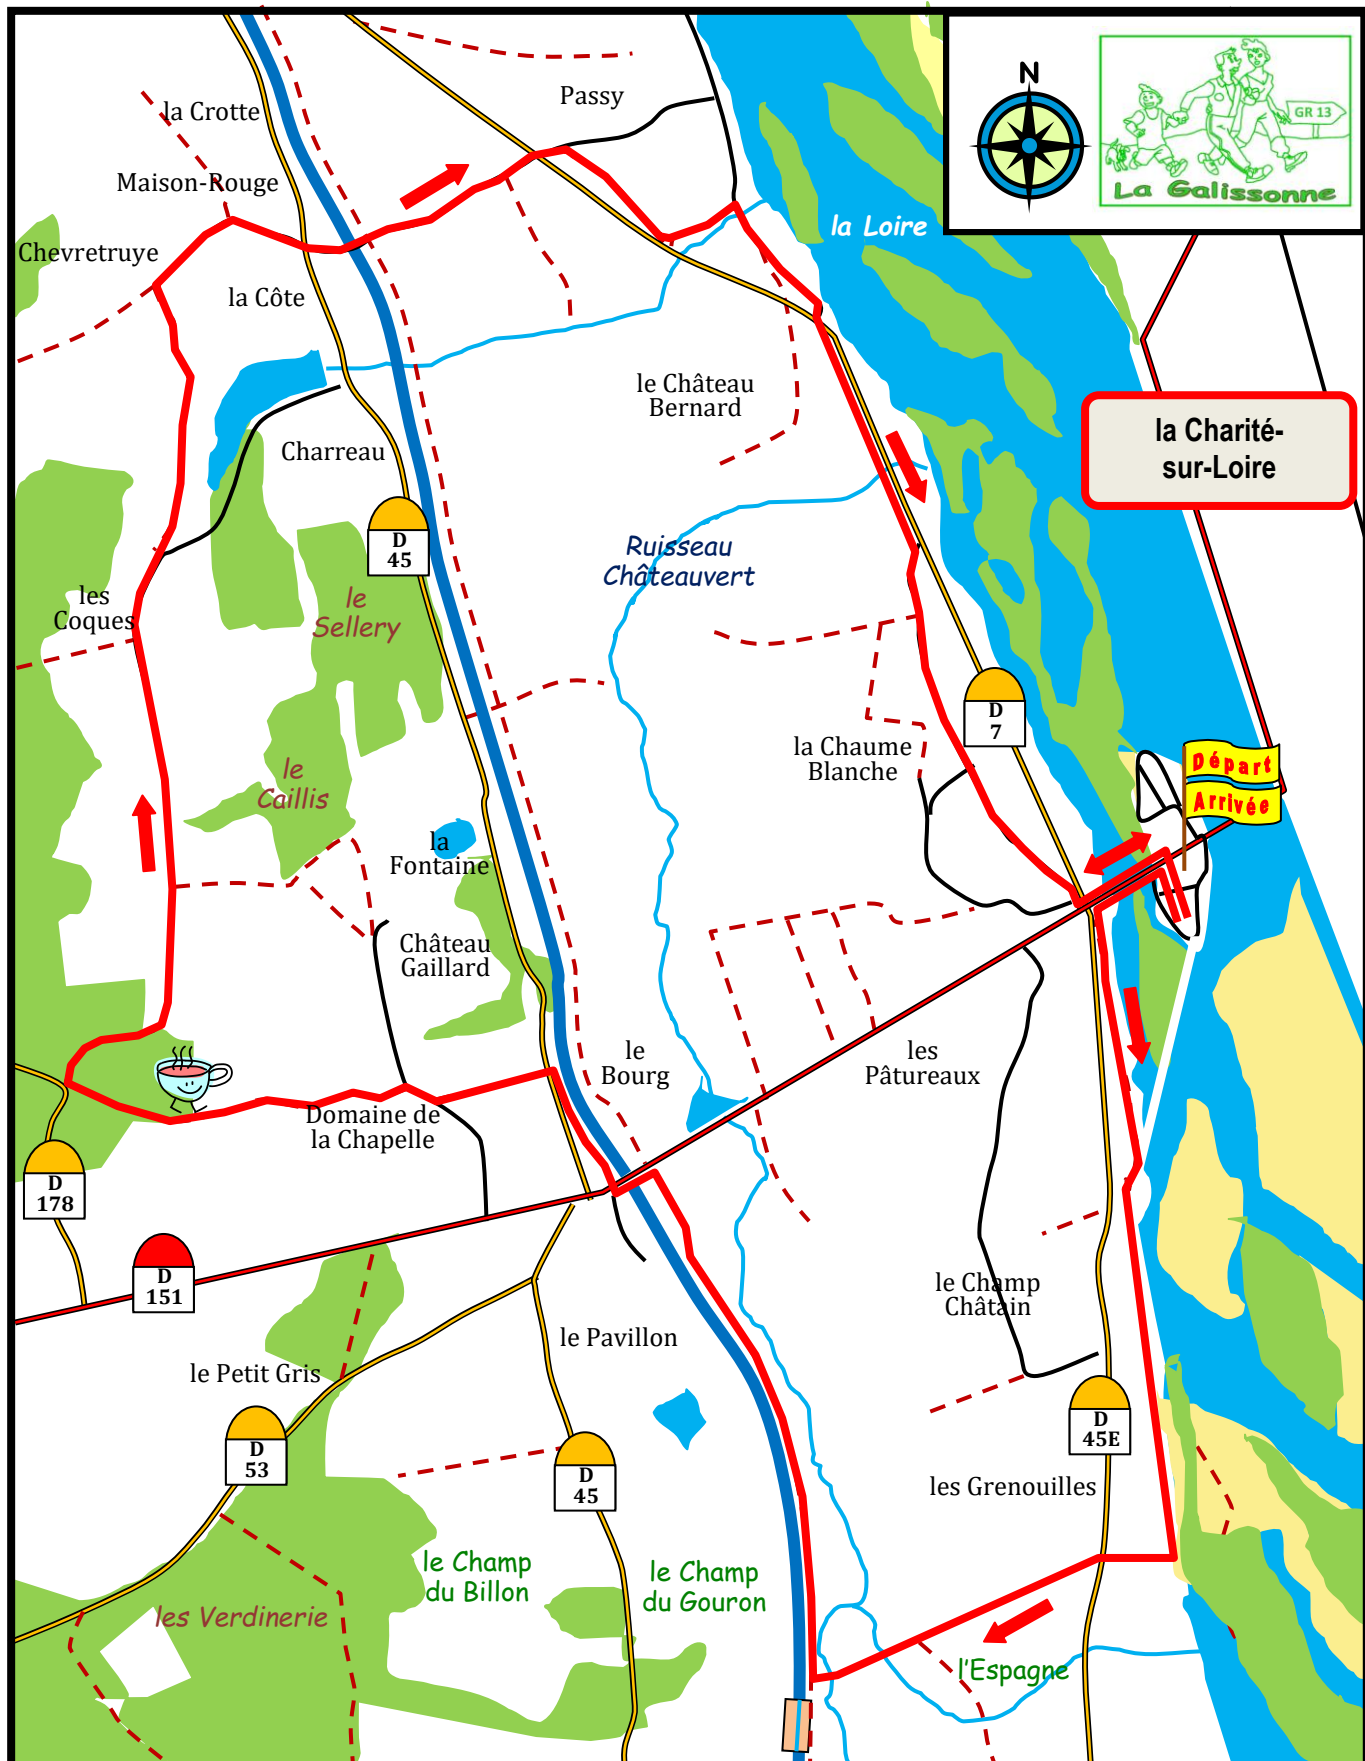 Passy
la Crotte
Maison-Rouge
Chevretruye
la Côte
N
GR 13
La Galissonne
la Loire
le Château
Bernard
la Charité-
sur-Loire
Charreau
D
45
Ruisseau
Châteauvert
les
Coques
le
Sellery
D
7
la Chaume
Blanche
Départ
Arrivée
le
Caillis
la
Fontaine
Château
Gaillard
le
Bourg
les
Pâtureaux
Domaine de
la Chapelle
D
178
D
151
le Champ
Châtain
le Pavillon
le Petit Gris
D
53
D
45
D
45E
les Grenouilles
le Champ
du Billon
le Champ
du Gouron
les Verdinerie
l'Espagne